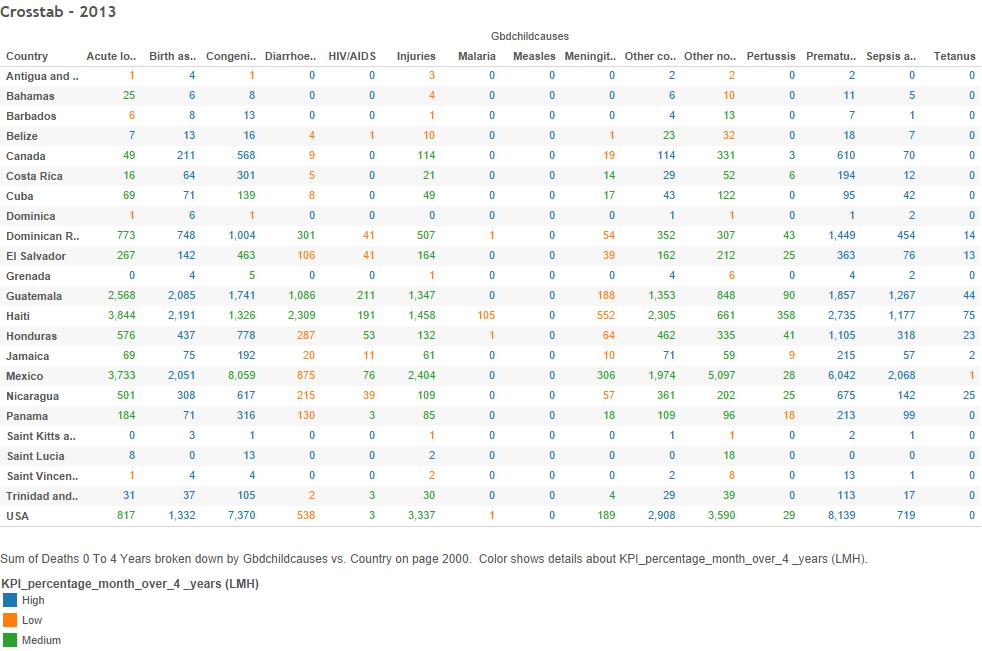 Crosstab - 2013
Gbdchildcauses
Country Acute lo.. Birth as.. Congeni.. Diarrhoe.. HIV/AIDS Injuries Malaria Measles Meningit.. Other co.. Other no.. Pertussis Prematu.. Sepsis a.. Tetanus
Antigua and .. 1 4 1 0 0 3 0 0 0 2 2 0 2 0 0
Bahamas 25 6 8 0 0 4 0 0 0 6 10 0 11 5 0
Barbados 6 8 13 0 0 1 0 0 0 4 13 0 7 1 0
Belize 7 13 16 4 1 10 0 0 1 23 32 0 18 7 0
Canada 49 211 568 9 0 114 0 0 19 114 331 3 610 70 0
Costa Rica 16 64 301 5 0 21 0 0 14 29 52 6 194 12 0
Cuba 69 71 139 8 0 49 0 0 17 43 122 0 95 42 0
Dominica 1 6 1 0 0 0 0 0 0 1 1 0 1 2 0
Dominican R.. 773 748 1,004 301 41 507 1 0 54 352 307 43 1,449 454 14
El Salvador 267 142 463 106 41 164 0 0 39 162 212 25 363 76 13
Grenada 0 4 5 0 0 1 0 0 0 4 6 0 4 2 0
Guatemala 2,568 2,085 1,741 1,086 211 1,347 0 0 188 1,353 848 90 1,857 1,267 44
Haiti 3,844 2,191 1,326 2,309 191 1,458 105 0 552 2,305 661 358 2,735 1,177 75
Honduras 576 437 778 287 53 132 1 0 64 462 335 41 1,105 318 23
Jamaica 69 75 192 20 11 61 0 0 10 71 59 9 215 57 2
Mexico 3,733 2,051 8,059 875 76 2,404 0 0 306 1,974 5,097 28 6,042 2,068 1
Nicaragua 501 308 617 215 39 109 0 0 57 361 202 25 675 142 25
Panama 184 71 316 130 3 85 0 0 18 109 96 18 213 99 0
Saint Kitts a.. 0 3 1 0 0 1 0 0 0 1 1 0 2 1 0
Saint Lucia 8 0 13 0 0 2 0 0 0 0 18 0 0 0 0
Saint Vincen.. 1 4 4 0 0 2 0 0 0 2 8 0 13 1 0
Trinidad and.. 31 37 105 2 3 30 0 0 4 29 39 0 113 17 0
USA 817 1,332 7,370 538 3 3,337 1 0 189 2,908 3,590 29 8,139 719 0
Sum of Deaths 0 To 4 Years broken down by Gbdchildcauses vs. Country on page 2000. Color shows details about KPI_percentage_month_over_4 _years (LMH).
KPI_percentage_month_over_4 _years (LMH)
High
Low
Medium